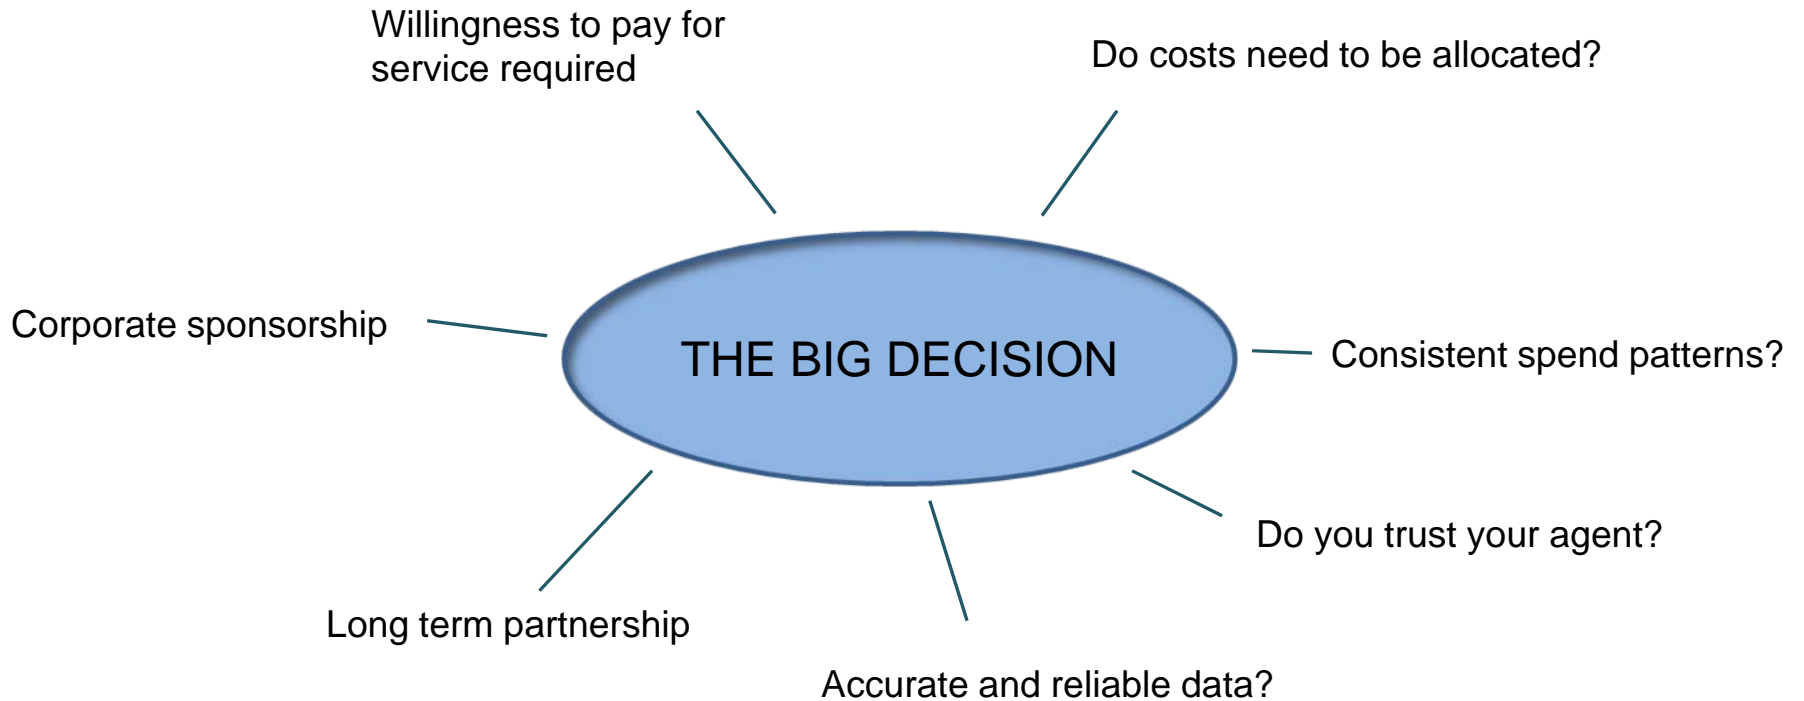 Willingness to pay for
service required
Do costs need to be allocated?
Corporate sponsorship
THE BIG DECISION
Consistent spend patterns?
Do you trust your agent?
Long term partnership
Accurate and reliable data?